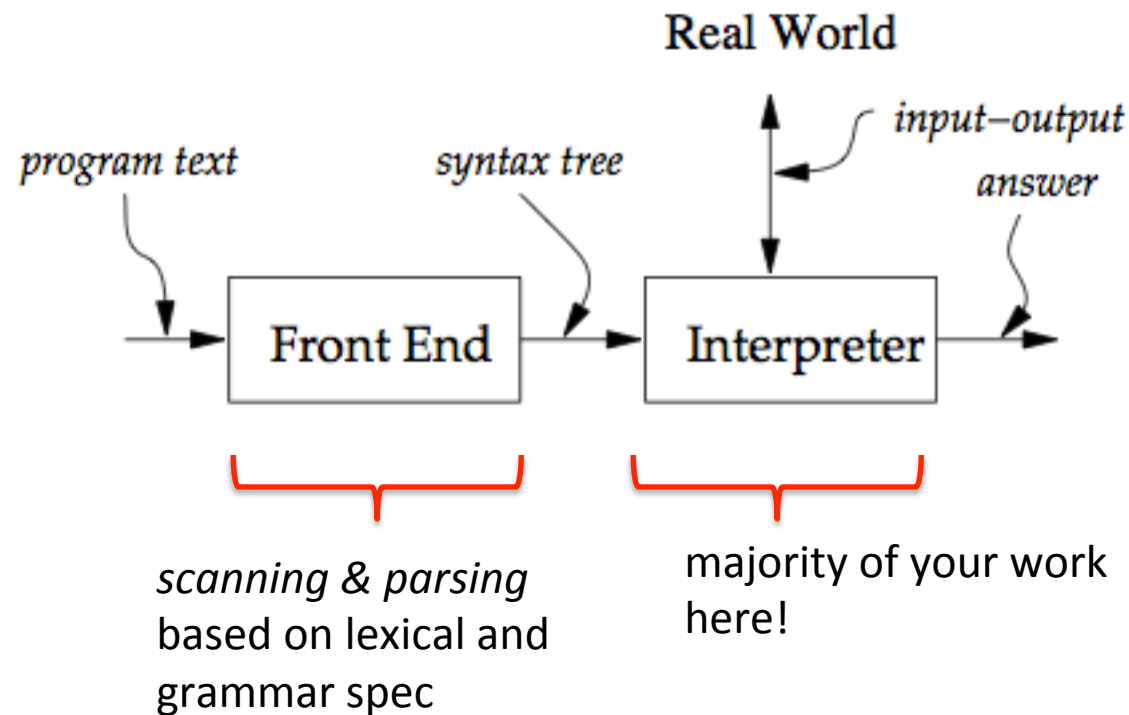 Real World
input–output
program text
syntax tree
answer
Front End
Interpreter
scanning & parsing
based on lexical and
grammar spec
majority of your work
here!